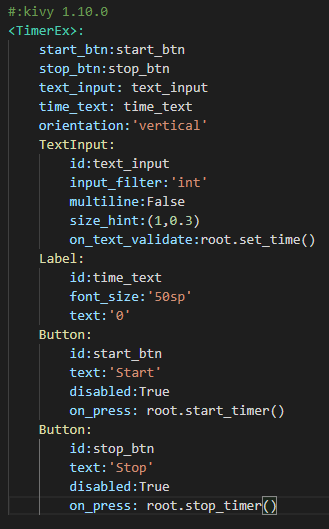 #:kivy 1.10.0
<TimerEx>:
    start_btn:start_btn
    stop_btn:stop_btn
    text_input: text_input
    time_text: time_text
    orientation:'vertical'
    TextInput:
        id:text_input
        input_filter:'int'
        multiline:False
        size_hint:(1,0.3)
        on_text_validate:root.set_time()
    Label:
        id:time_text
        font_size:'50sp'
        text:'0'
    Button:
        id:start_btn
        text:'Start'
        disabled:True
        on_press: root.start_timer()
    Button:
        id:stop_btn
        text:'Stop'
        disabled:True
        on_press: root.stop_timer()